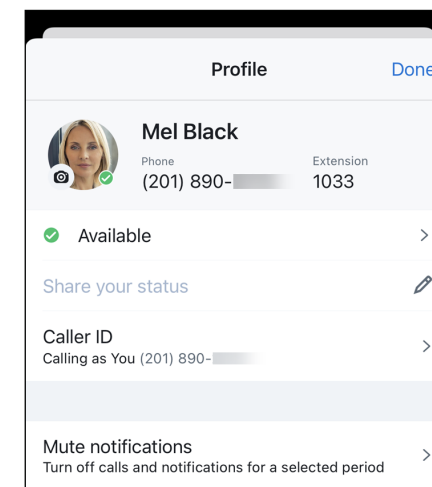 Profile
Done
Mel Black
Phone
Extension
(201) 890-
1033
Available
Share your status
Caller ID
Calling as You (201) 890-
Mute notifications
Turn off calls and notifications for a selected period